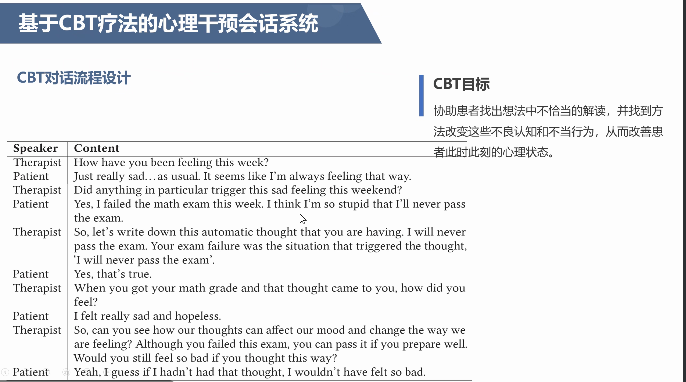 基于CBT疗法的心理干预会话系统
CBT对话流程设计
CBT目标
协助患者找出想法中不恰当的解读，并找到方
法改变这些不良认知和不当行为，从而改善患
者此时此刻的心理状态。
Speaker Content
Therapist How have you been feeling this week?
Patient Just really sad…as usual. It seems like I'm always feeling that way.
Therapist Did anything in particular trigger this sad feeling this weekend?
Patient Yes, I failed the math exam this week. I think I'm so stupid that I'll never pass
the exam.
Therapist So, let's write down this automatic thought that you are having. I will never
pass the exam. Your exam failure was the situation that triggered the thought,
'I will never pass the exam'.
Patient Yes, that's true.
Therapist When you got your math grade and that thought came to you, how did you
feel?
Patient I felt really sad and hopeless.
Therapist So, can you see how our thoughts can affect our mood and change the way we
are feeling? Although you failed this exam, you can pass it if you prepare well.
Would you still feel so bad if you thought this way?
Patient Yeah, I guess if I hadn't had that thought, I wouldn't have felt so bad.